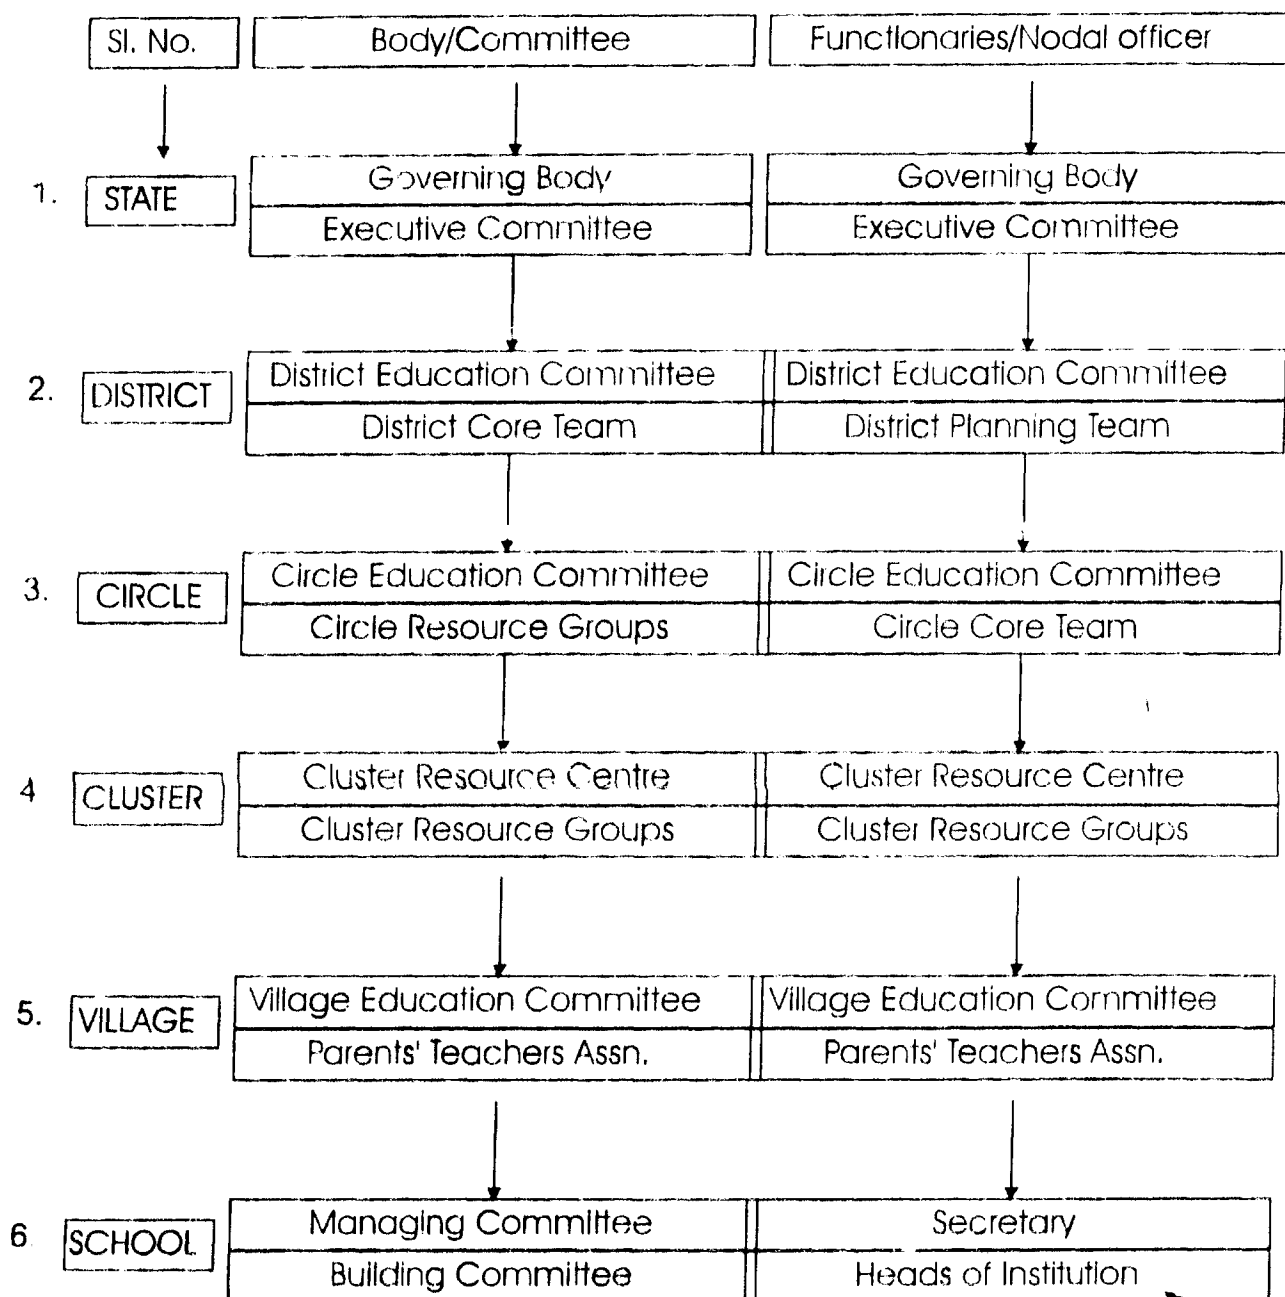 Sl. No. Body/Committee Functionaries/Nodal officer
Governing Body Governing Body
1. STATE
Executive Committee Executive Committee
District Education Committee District Education Committee
2. DISTRICT
District Core Team District Planning Team
Circle Education Committee Circle Education Committee
3. CIRCLE
Circle Resource Groups Circle Core Team
Cluster Resource Centre Cluster Resource Centre
4 CLUSTER
Cluster Resource Groups Cluster Resource Groups
Village Education Committee Village Education Committee
5. VILLAGE
Parents' Teachers Assn. Parents' Teachers Assn.
Managing Committee Secretary
6 SCHOOL
Building Committee Heads of Institution